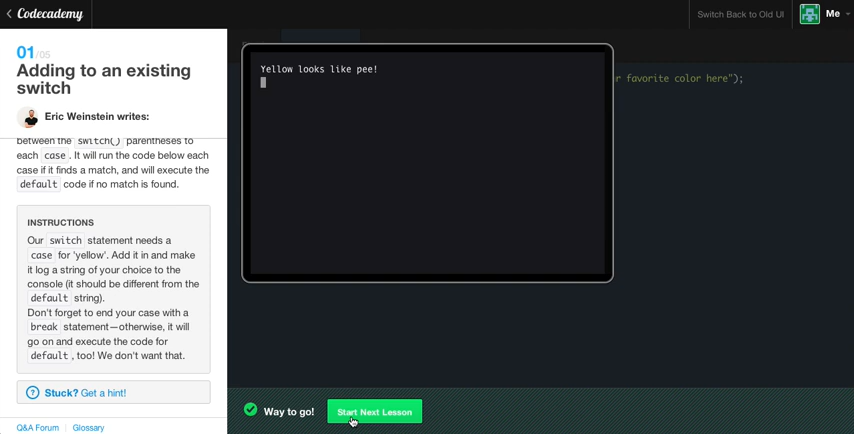 Codecademy
Switch Back to Old UI
Me
01/05
Adding to an existing
switch
Eric Weinstein writes:
between the switch() parentheses to
each case. It will run the code below each
case if it finds a match, and will execute the
default code if no match is found.
INSTRUCTIONS
Our switch statement needs a
case for 'yellow'. Add it in and make
it log a string of your choice to the
console (it should be different from the
default string).
Don't forget to end your case with a
break statement—otherwise, it will
go on and execute the code for
default, too! We don't want that.
Stuck? Get a hint!
Q&A Forum
Glossary
Yellow looks like pee!
r favorite color here");
Way to go!
Start Next Lesson